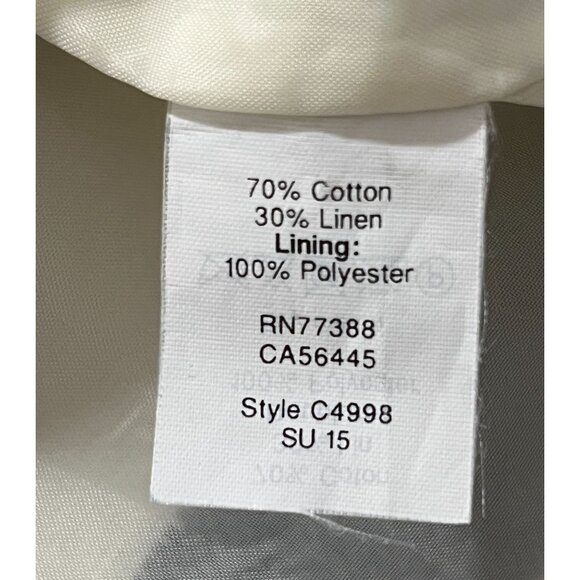 70% Cotton
30% Linen
Lining:
100% Polyester
RN77388
CA56445
Style C4998
SU 15